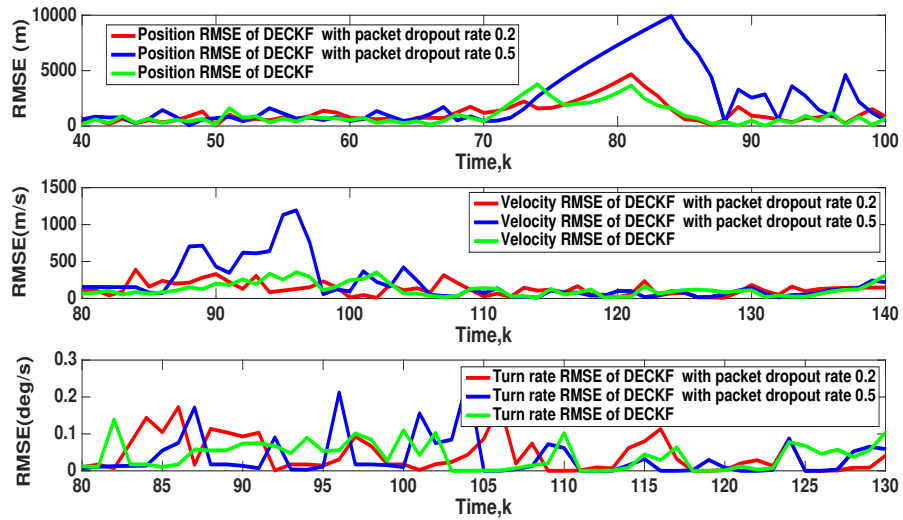 RMSE (m)
10000
5000
0
Position RMSE of DECKF with packet dropout rate 0.2
Position RMSE of DECKF with packet dropout rate 0.5
Position RMSE of DECKF
40 50 60 70 80 90 100
Time,k
RMSE(m/s)
1500
1000
500
0
Velocity RMSE of DECKF with packet dropout rate 0.2
Velocity RMSE of DECKF with packet dropout rate 0.5
Velocity RMSE of DECKF
80 90 100 110 120 130 140
Time,k
RMSE(deg/s)
0.3
0.2
0.1
0
Turn rate RMSE of DECKF with packet dropout rate 0.2
Turn rate RMSE of DECKF with packet dropout rate 0.5
Turn rate RMSE of DECKF
80 85 90 95 100 105 110 115 120 125 130
Time,k